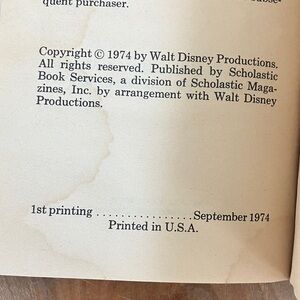 quent purchaser.
Copyright © 1974 by Walt Disney Productions.
All rights reserved. Published by Scholastic
Book Services, a division of Scholastic Maga-
zines, Inc. by arrangement with Walt Disney
Productions.
1st printing ................September 1974
Printed in U.S.A.